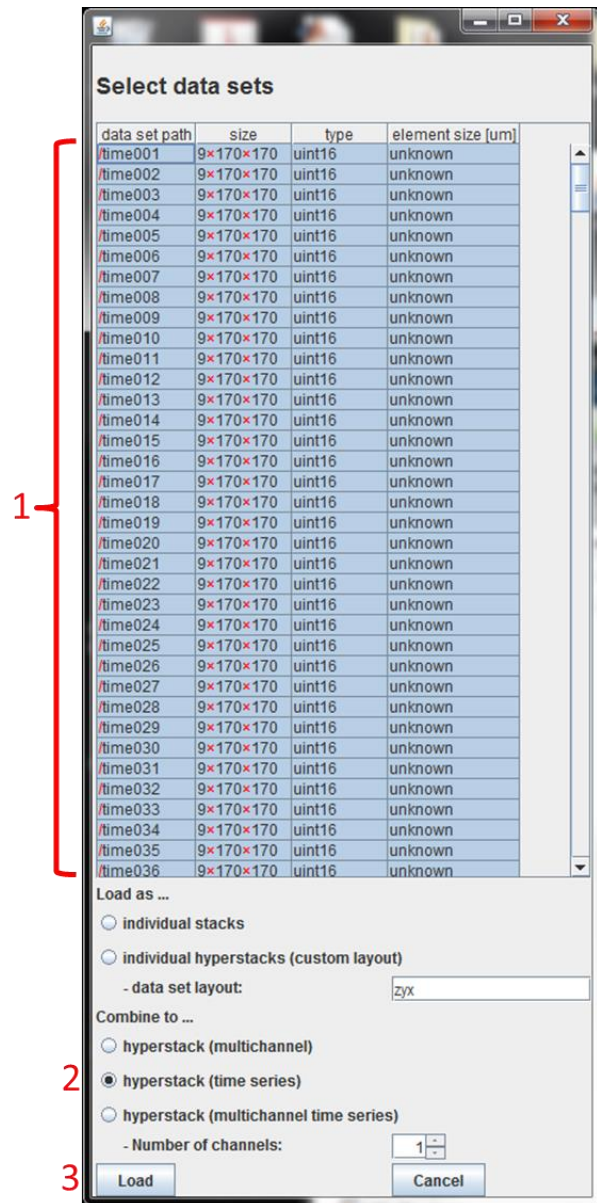 Select data sets
data set path size type element size [um]
/time001 9×170×170 uint16 unknown
/time002 9×170×170 uint16 unknown
/time003 9×170×170 uint16 unknown
/time004 9×170×170 uint16 unknown
/time005 9×170×170 uint16 unknown
/time006 9×170×170 uint16 unknown
/time007 9×170×170 uint16 unknown
/time008 9×170×170 uint16 unknown
/time009 9×170×170 uint16 unknown
/time010 9×170×170 uint16 unknown
/time011 9×170×170 uint16 unknown
/time012 9×170×170 uint16 unknown
/time013 9×170×170 uint16 unknown
/time014 9×170×170 uint16 unknown
/time015 9×170×170 uint16 unknown
/time016 9×170×170 uint16 unknown
/time017 9×170×170 uint16 unknown
1 /time018 9×170×170 uint16 unknown
/time019 9×170×170 uint16 unknown
/time020 9×170×170 uint16 unknown
/time021 9×170×170 uint16 unknown
/time022 9×170×170 uint16 unknown
/time023 9×170×170 uint16 unknown
/time024 9×170×170 uint16 unknown
/time025 9×170×170 uint16 unknown
/time026 9×170×170 uint16 unknown
/time027 9×170×170 uint16 unknown
/time028 9×170×170 uint16 unknown
/time029 9×170×170 uint16 unknown
/time030 9×170×170 uint16 unknown
/time031 9×170×170 uint16 unknown
/time032 9×170×170 uint16 unknown
/time033 9×170×170 uint16 unknown
/time034 9×170×170 uint16 unknown
/time035 9×170×170 uint16 unknown
/time036 9×170×170 uint16 unknown
Load as ...
individual stacks
individual hyperstacks (custom layout)
- data set layout: zyx
Combine to ...
hyperstack (multichannel)
2 hyperstack (time series)
hyperstack (multichannel time series)
- Number of channels: 1
3 Load Cancel